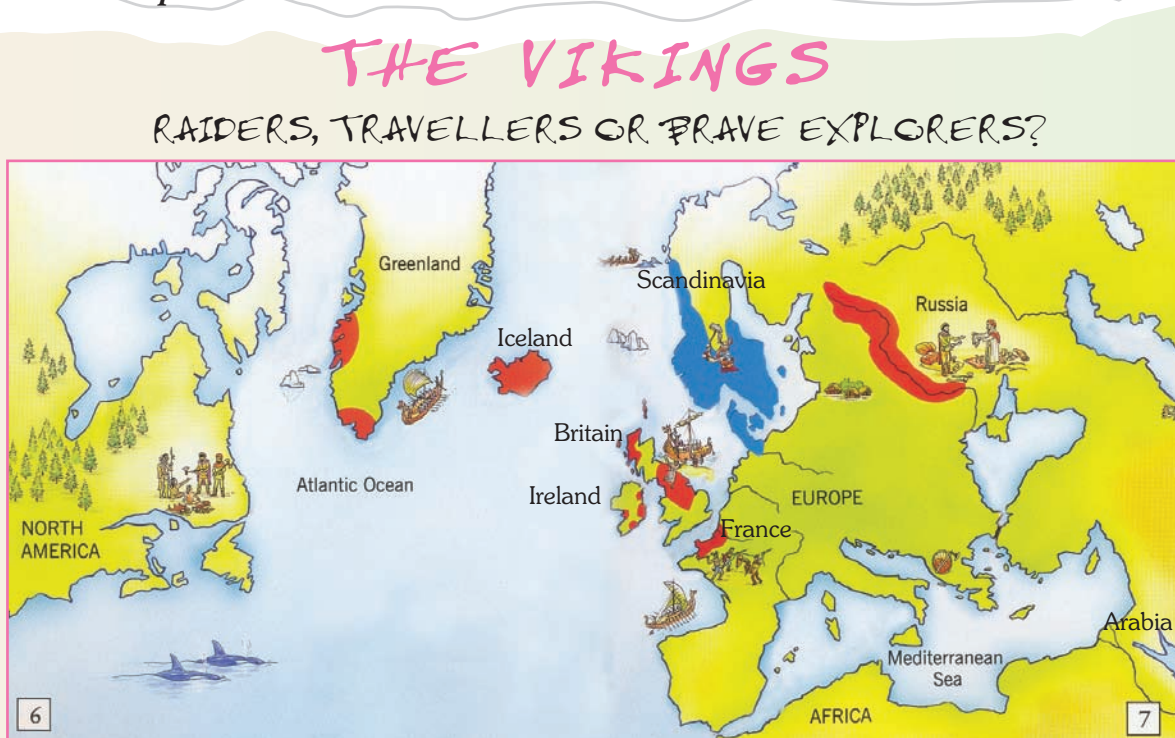 THE VIKINGS
RAIDERS, TRAVELLERS OR BRAVE EXPLORERS?
Greenland
Scandinavia
Russia
Iceland
Britain
Atlantic Ocean
Ireland
EUROPE
NORTH
AMERICA
France
Arabia
Mediterranean
Sea
AFRICA
6
7